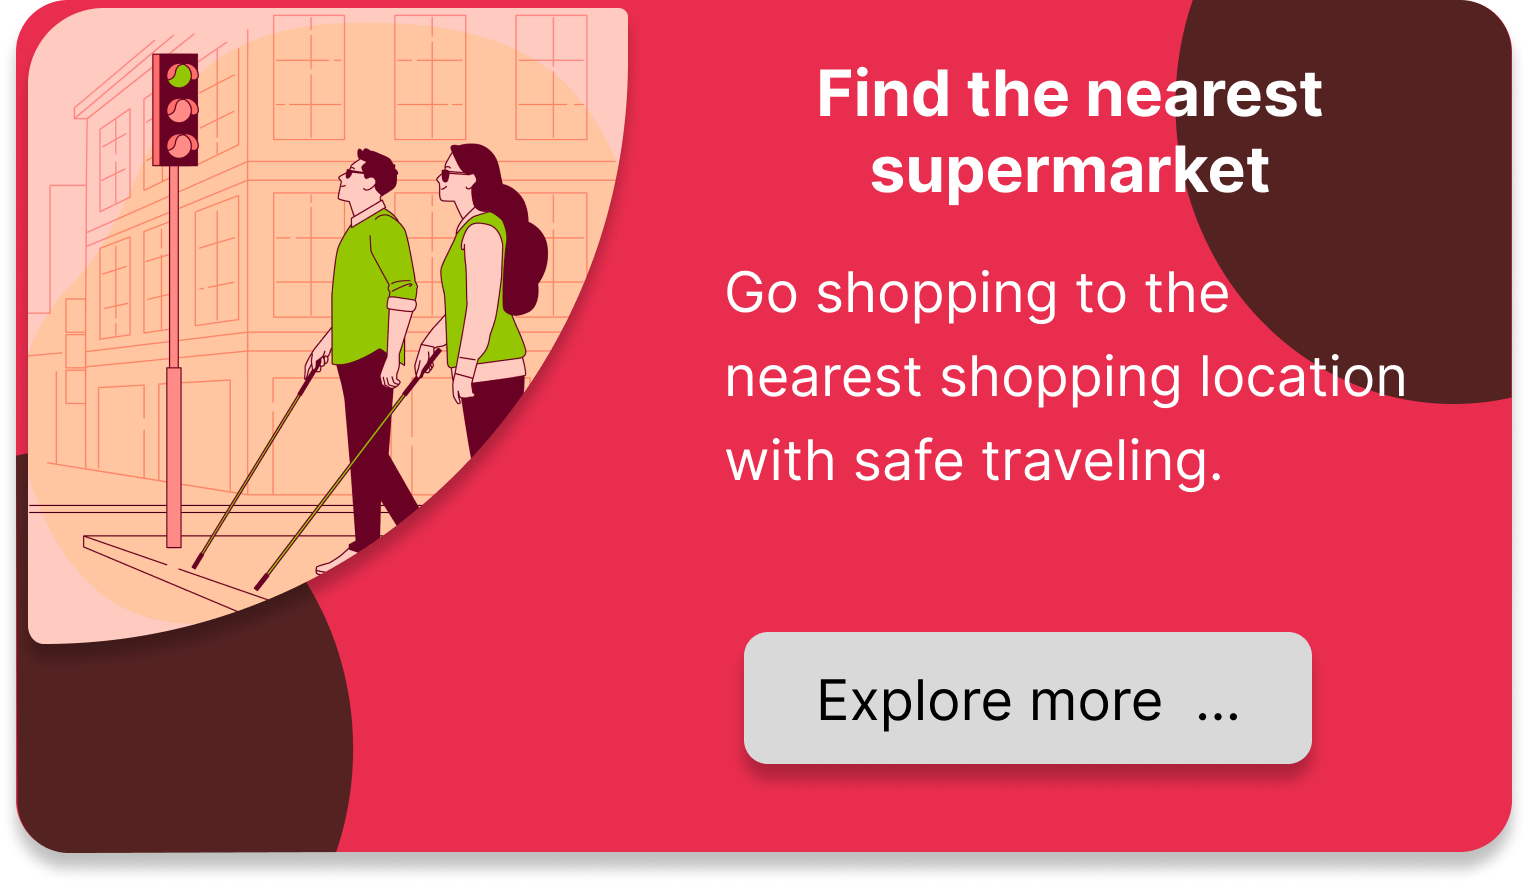 Find the nearest
supermarket
Go shopping to the
nearest shopping location
with safe traveling.
Explore more ...